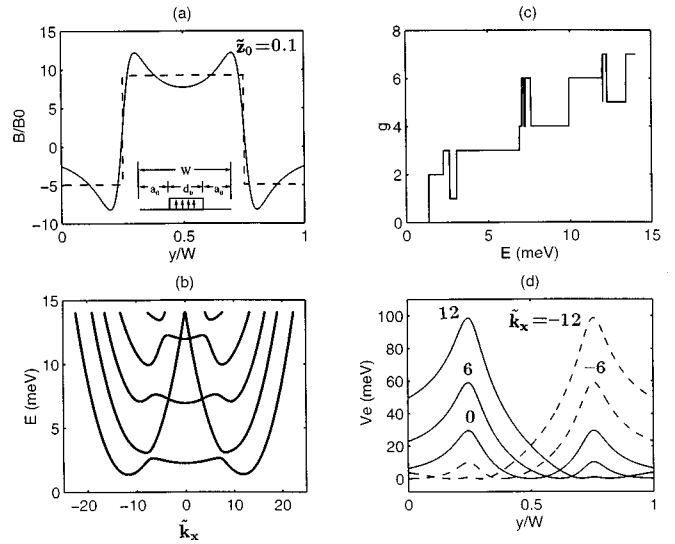 (a)
z̃₀=0.1
B/B0
15
10
5
0
−5
−10
W
a₀ d₀ a₀
0 0.5 1
y/W
(c)
g
8
6
4
2
0
0 5 10 15
E (meV)
(b)
E (meV)
15
10
5
0
−20 −10 0 10 20
k̃ₓ
(d)
Ve (meV)
100
80
60
40
20
0
12 k̃ₓ=−12
6 −6
0
0 0.5 1
y/W